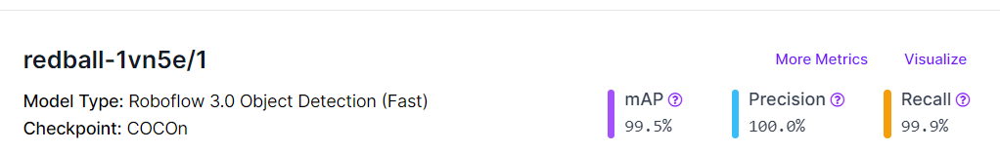 redball-1vn5e/1
More Metrics Visualize
Model Type: Roboflow 3.0 Object Detection (Fast)
Checkpoint: COCOn
mAP ? Precision ? Recall ?
99.5% 100.0% 99.9%